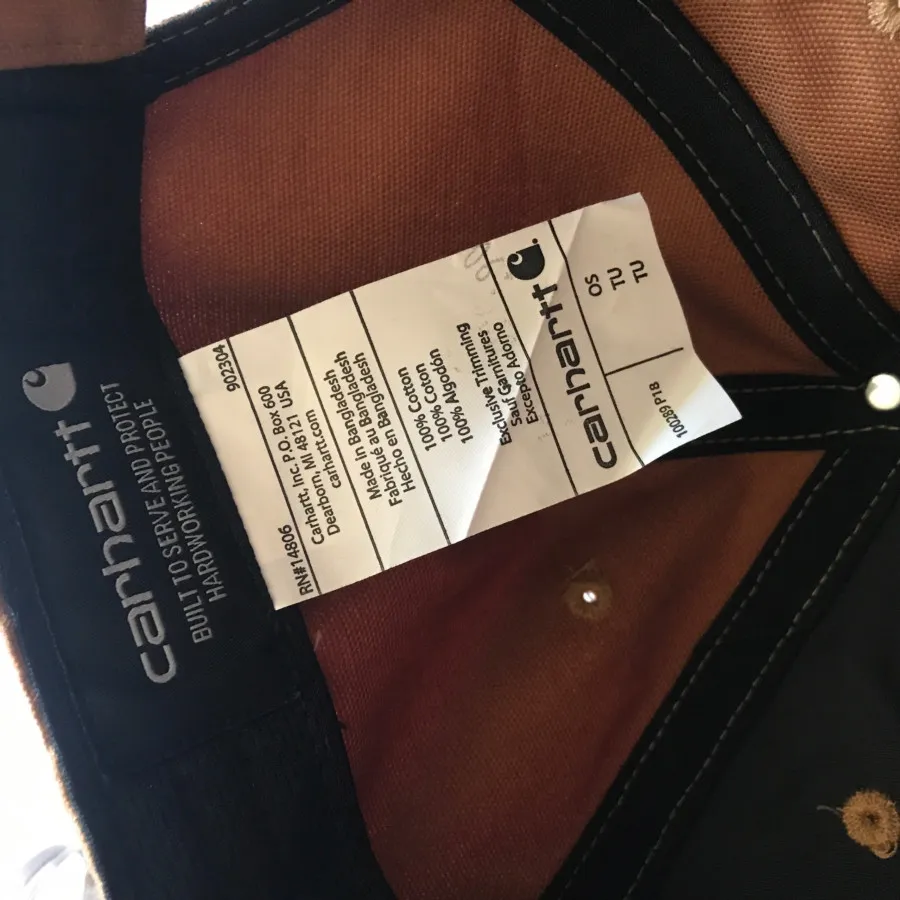 carhartt
BUILT TO SERVE AND PROTECT
HARDWORKING PEOPLE
OS
TU
TU
100289 P18
carhartt
Exclusive Trimming
Sauf Garnitures
Excepto Adorno
100% Cotton
100% Coton
100% Algodón
Made in Bangladesh
Fabriqué au Bangladesh
Hecho en Bangladesh
Carhartt, Inc. P.O. Box 600
Dearborn, MI 48121 USA
carhartt.com
RN#14806 902304